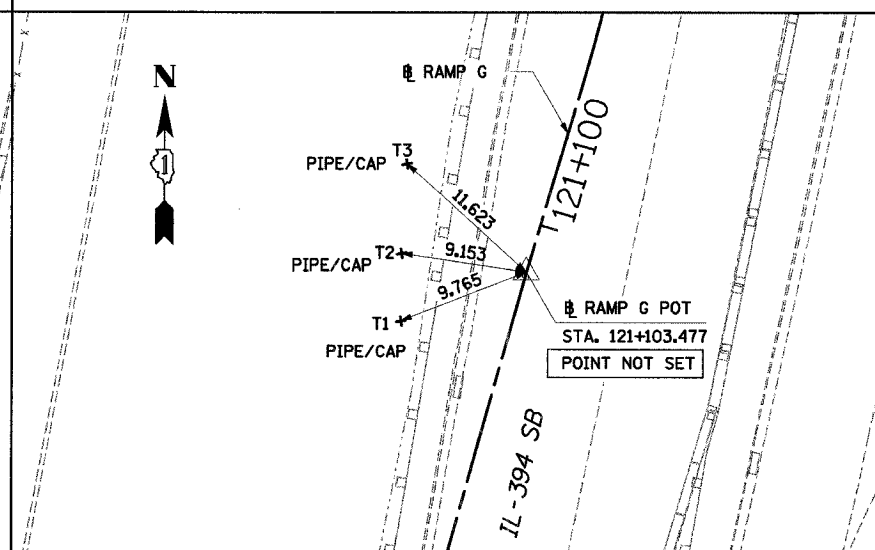 N
℄ RAMP G
T3
PIPE/CAP
121+100
1
11.623
T2
PIPE/CAP
9.153
9.765
T1
PIPE/CAP
℄ RAMP G POT
STA. 121+103.477
POINT NOT SET
IL-394 SB